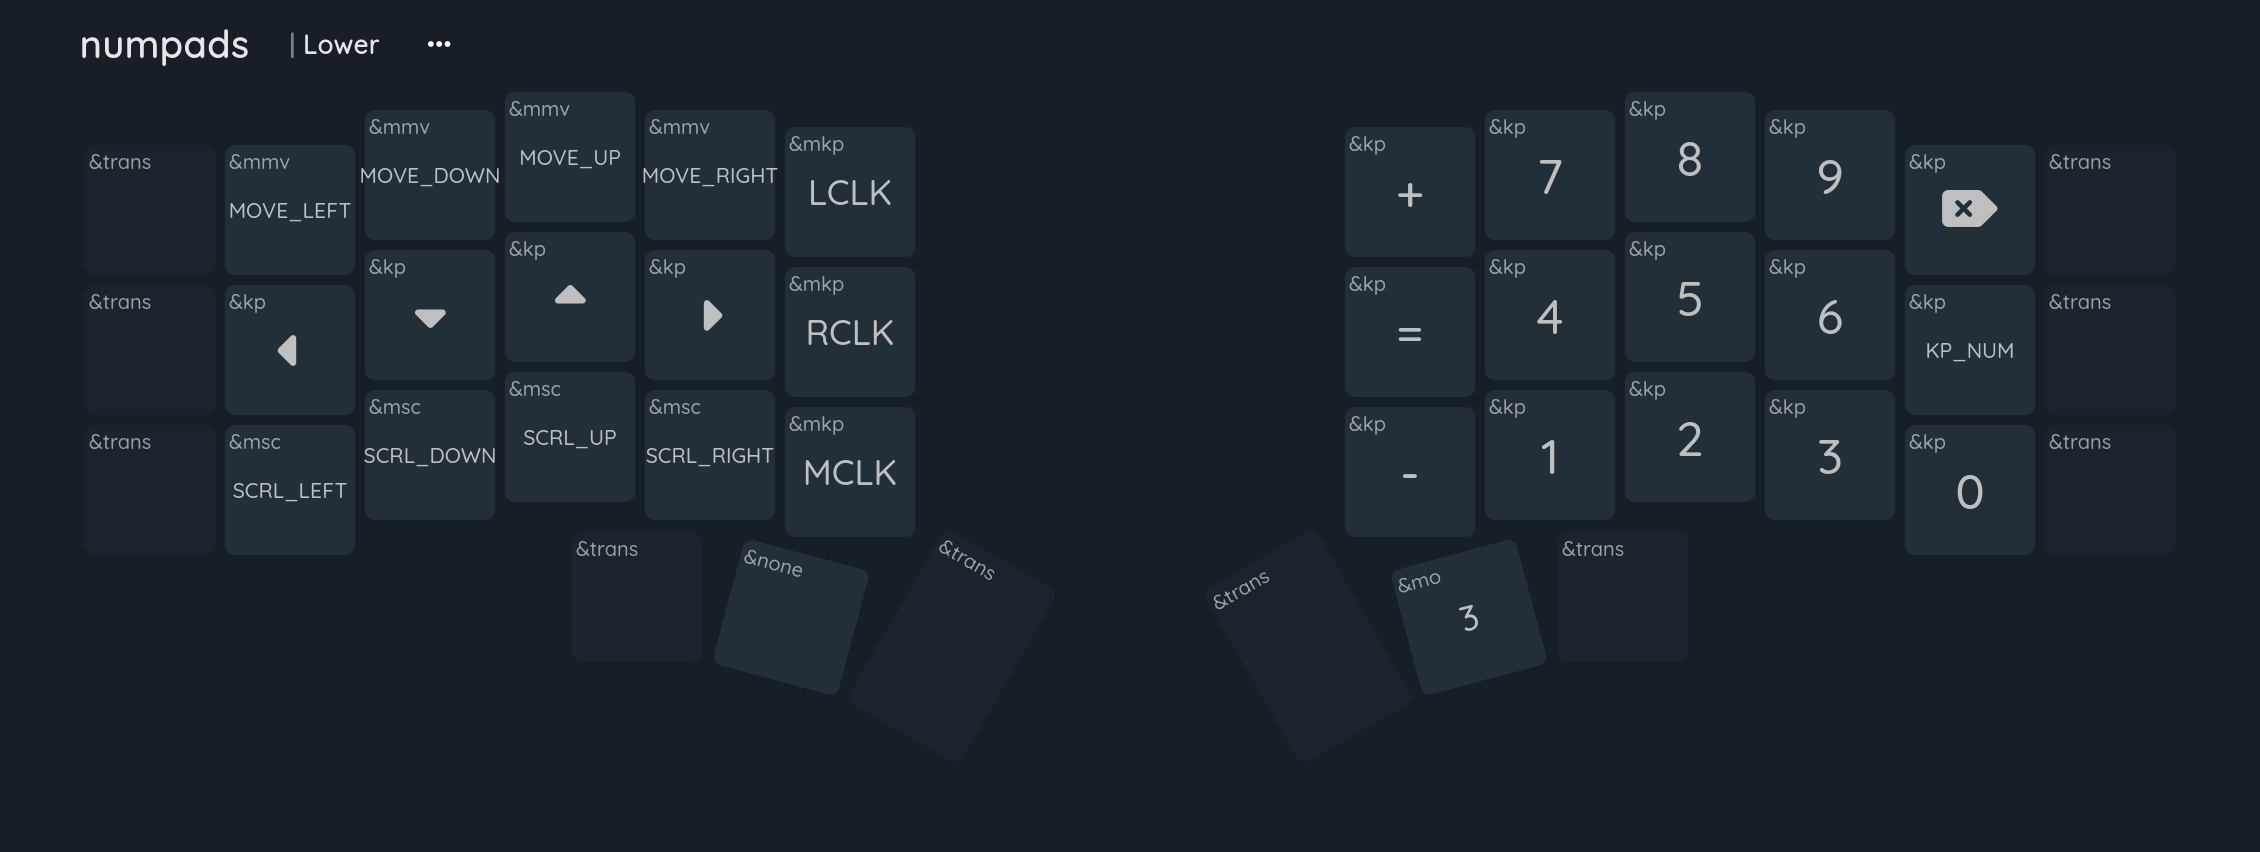 numpads | Lower •••
&trans
&mmv
MOVE_LEFT
&mmv
MOVE_DOWN
&mmv
MOVE_UP
&mmv
MOVE_RIGHT
&mkp
LCLK
&kp
+
&kp
7
&kp
8
&kp
9
&kp
&trans
&trans
&kp
&kp
&kp
&kp
&mkp
RCLK
&kp
=
&kp
4
&kp
5
&kp
6
&kp
KP_NUM
&trans
&trans
&msc
SCRL_LEFT
&msc
SCRL_DOWN
&msc
SCRL_UP
&msc
SCRL_RIGHT
&mkp
MCLK
&kp
-
&kp
1
&kp
2
&kp
3
&kp
0
&trans
&trans
&none
&trans
&trans
&mo
3
&trans